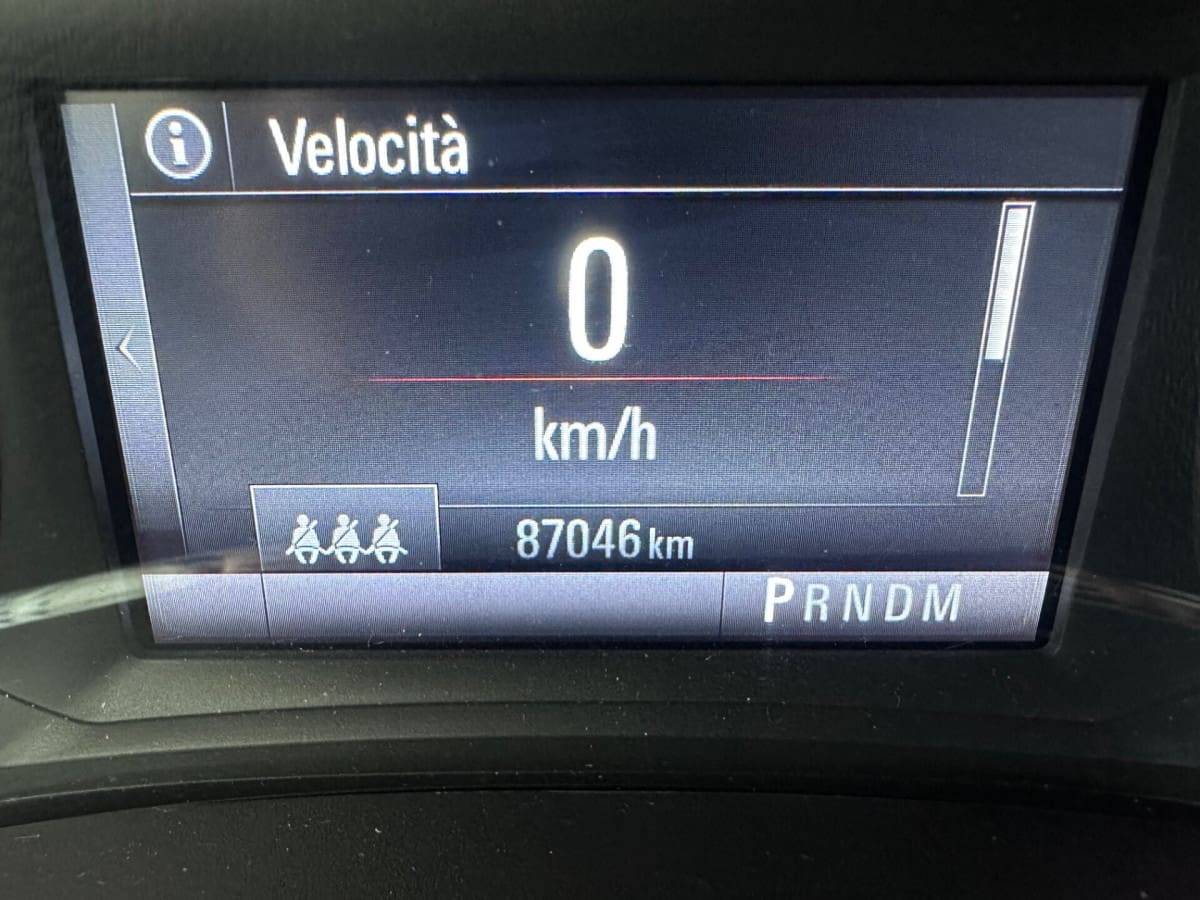 i Velocità
0
km/h
87046 km
PRNDM